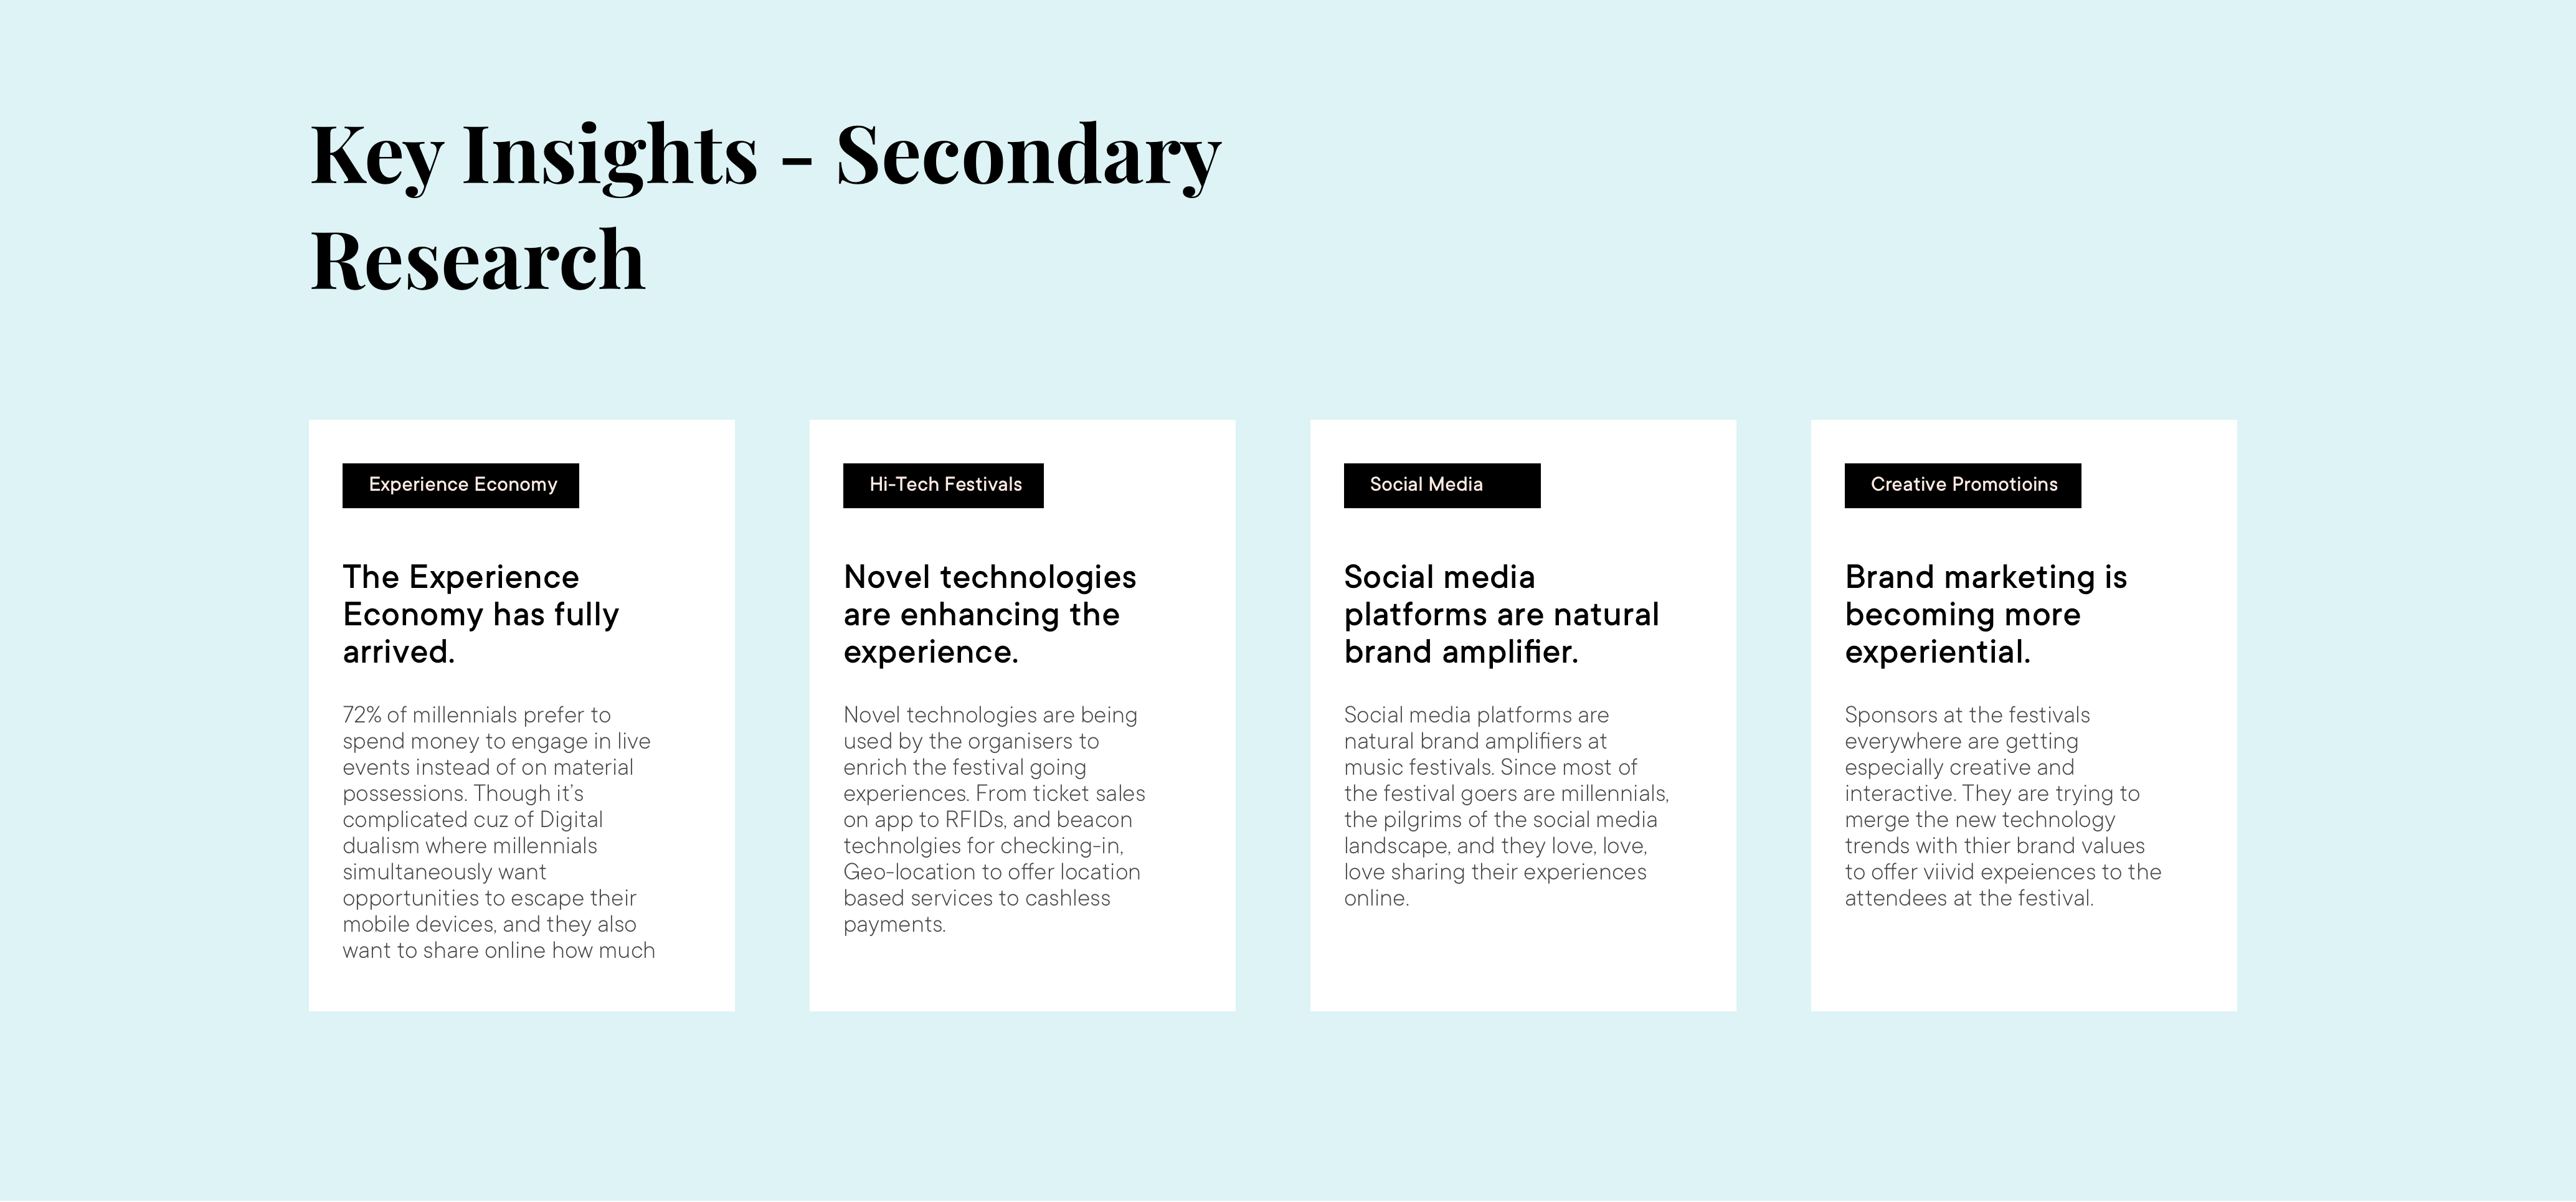 Key Insights - Secondary
Research
Experience Economy
The Experience
Economy has fully
arrived.
72% of millennials prefer to
spend money to engage in live
events instead of on material
possessions. Though it’s
complicated cuz of Digital
dualism where millennials
simultaneously want
opportunities to escape their
mobile devices, and they also
want to share online how much
Hi-Tech Festivals
Novel technologies
are enhancing the
experience.
Novel technologies are being
used by the organisers to
enrich the festival going
experiences. From ticket sales
on app to RFIDs, and beacon
technolgies for checking-in,
Geo-location to offer location
based services to cashless
payments.
Social Media
Social media
platforms are natural
brand amplifier.
Social media platforms are
natural brand amplifiers at
music festivals. Since most of
the festival goers are millennials,
the pilgrims of the social media
landscape, and they love, love,
love sharing their experiences
online.
Creative Promotioins
Brand marketing is
becoming more
experiential.
Sponsors at the festivals
everywhere are getting
especially creative and
interactive. They are trying to
merge the new technology
trends with thier brand values
to offer viivid expeiences to the
attendees at the festival.